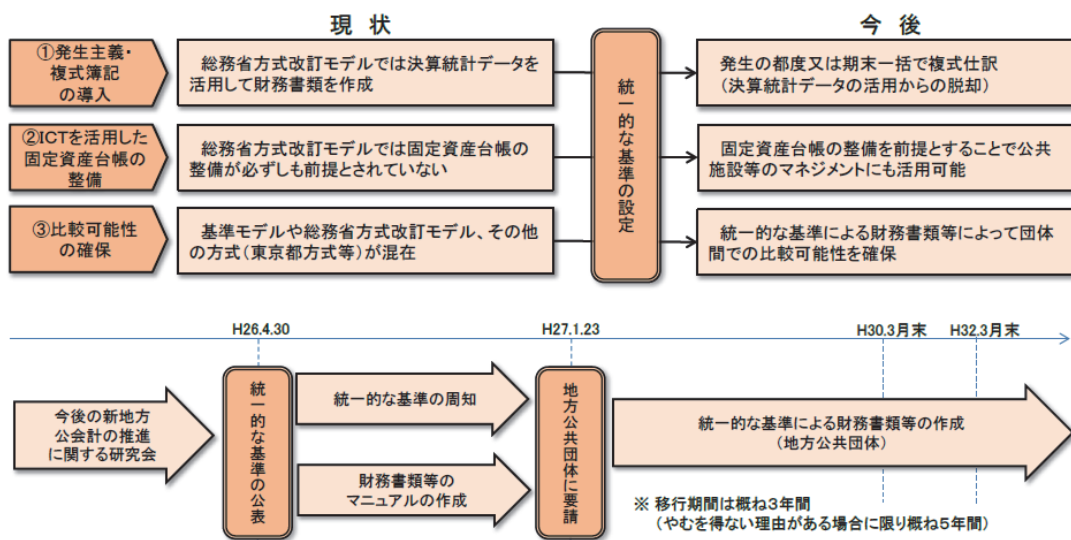 現状
今後
①発生主義・
複式簿記
の導入
総務省方式改訂モデルでは決算統計データを
活用して財務書類を作成
発生の都度又は期末一括で複式仕訳
(決算統計データの活用からの脱却)
②ICTを活用した
固定資産台帳の
整備
総務省方式改訂モデルでは固定資産台帳の
整備が必ずしも前提とされていない
統一的な基準の設定
固定資産台帳の整備を前提とすることで公共
施設等のマネジメントにも活用可能
③比較可能性
の確保
基準モデルや総務省方式改訂モデル、その他
の方式(東京都方式等)が混在
統一的な基準による財務書類等によって団体
間での比較可能性を確保
H26.4.30
H27.1.23
H30.3月末
H32.3月末
今後の新地方
公会計の推進
に関する研究会
統一的な基準の公表
統一的な基準の周知
財務書類等の
マニュアルの作成
地方公共団体に要請
統一的な基準による財務書類等の作成
(地方公共団体)
※ 移行期間は概ね3年間
(やむを得ない理由がある場合に限り概ね5年間)